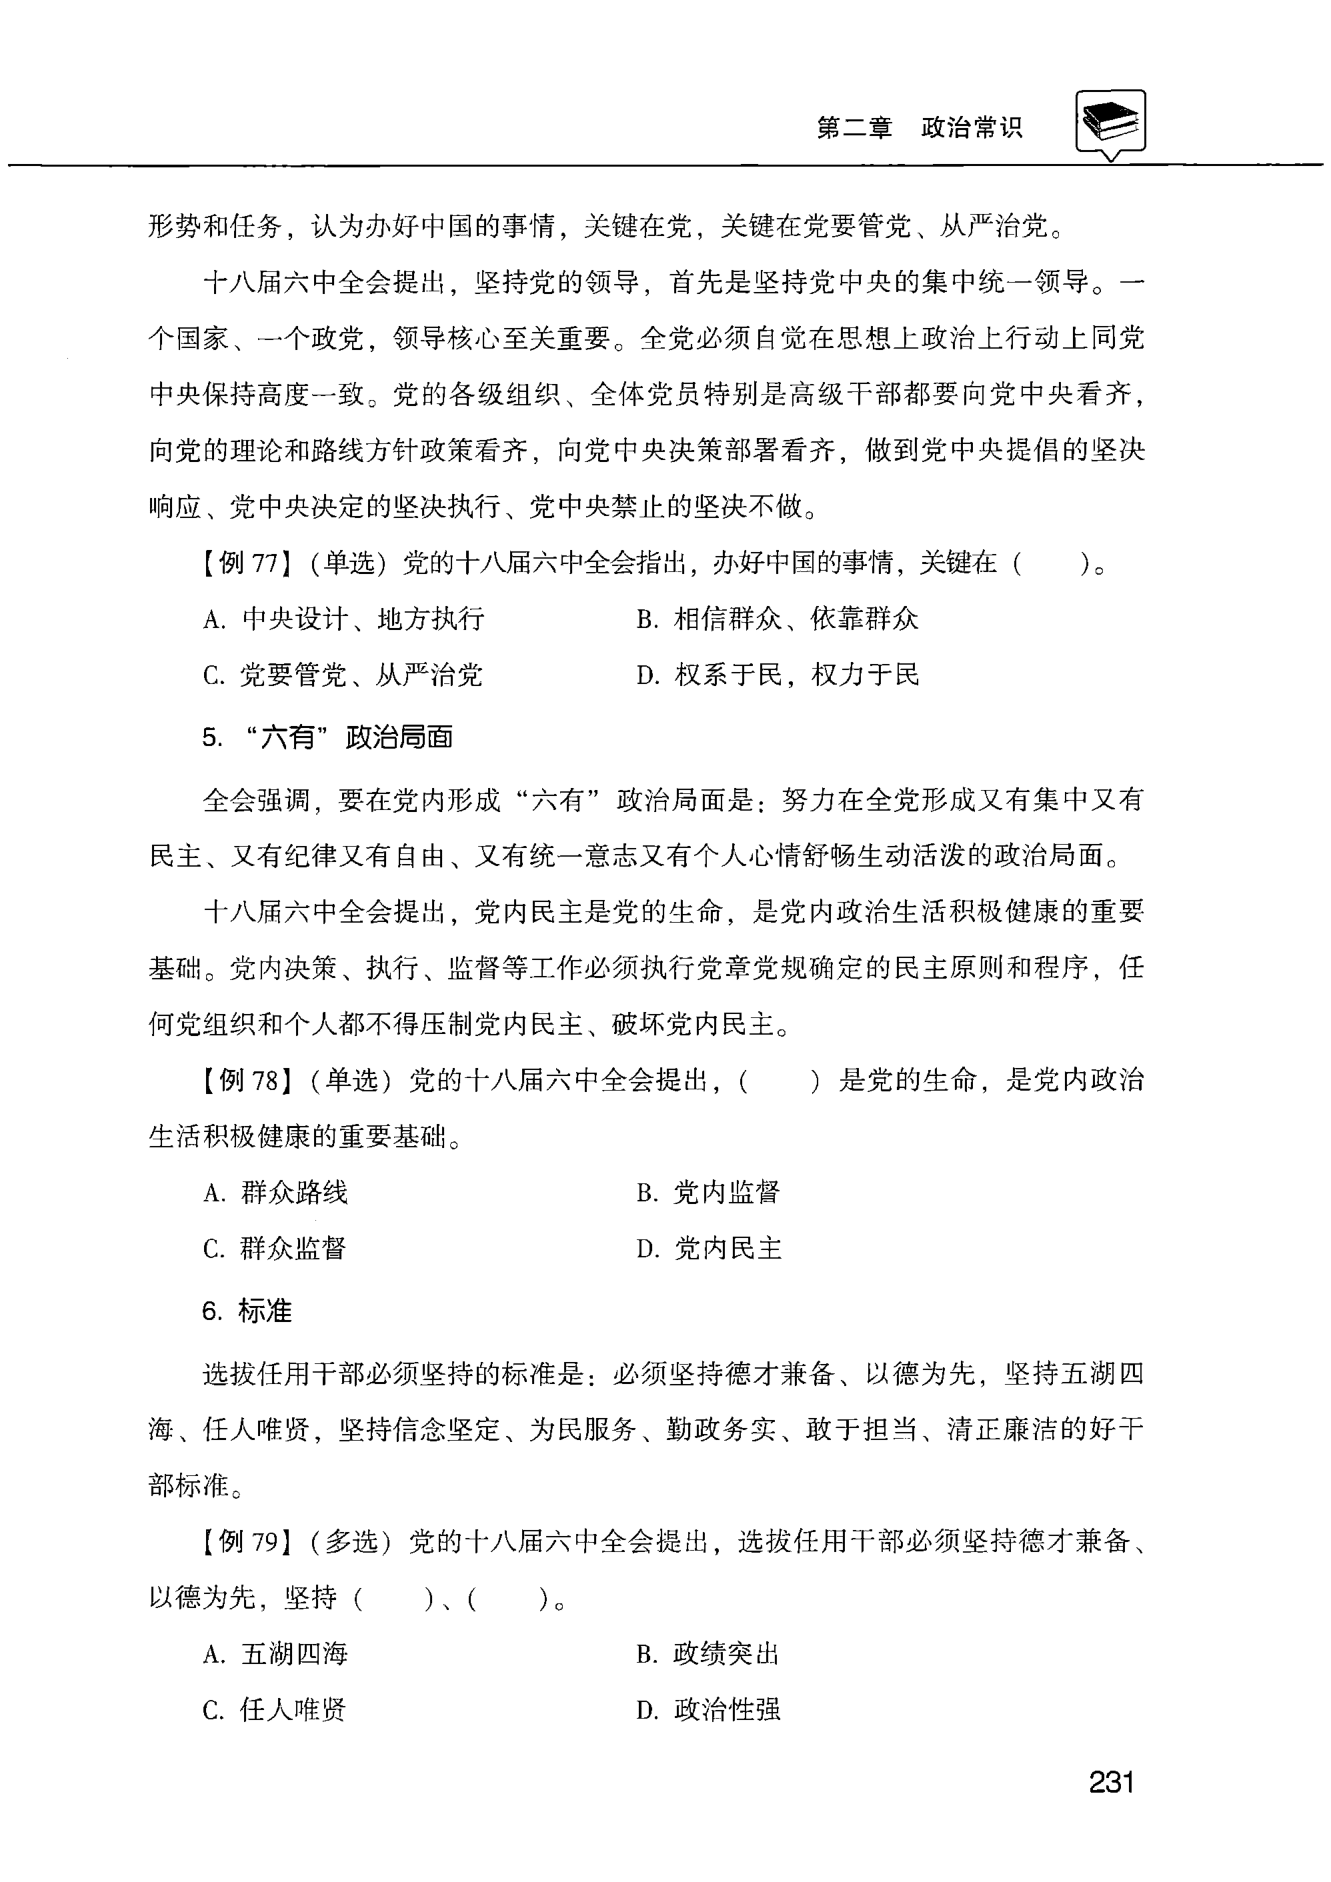 第二章 政治常识
形势和任务，认为办好中国的事情，关键在党，关键在党要管党、从严治党。
十八届六中全会提出，坚持党的领导，首先是坚持党中央的集中统一领导。一
个国家、一个政党，领导核心至关重要。全党必须自觉在思想上政治上行动上同党
中央保持高度一致。党的各级组织、全体党员特别是高级干部都要向党中央看齐，
向党的理论和路线方针政策看齐，向党中央决策部署看齐，做到党中央提倡的坚决
响应、党中央决定的坚决执行、党中央禁止的坚决不做。
【例 77】（单选）党的十八届六中全会指出，办好中国的事情，关键在（　　）。
A. 中央设计、地方执行　　B. 相信群众、依靠群众
C. 党要管党、从严治党　　D. 权系于民，权力于民
5. “六有”政治局面
全会强调，要在党内形成“六有”政治局面是：努力在全党形成又有集中又有
民主、又有纪律又有自由、又有统一意志又有个人心情舒畅生动活泼的政治局面。
十八届六中全会提出，党内民主是党的生命，是党内政治生活积极健康的重要
基础。党内决策、执行、监督等工作必须执行党章党规确定的民主原则和程序，任
何党组织和个人都不得压制党内民主、破坏党内民主。
【例 78】（单选）党的十八届六中全会提出，（　　）是党的生命，是党内政治
生活积极健康的重要基础。
A. 群众路线　　B. 党内监督
C. 群众监督　　D. 党内民主
6. 标准
选拔任用干部必须坚持的标准是：必须坚持德才兼备、以德为先，坚持五湖四
海、任人唯贤，坚持信念坚定、为民服务、勤政务实、敢于担当、清正廉洁的好干
部标准。
【例 79】（多选）党的十八届六中全会提出，选拔任用干部必须坚持德才兼备、
以德为先，坚持（　　）、（　　）。
A. 五湖四海　　B. 政绩突出
C. 任人唯贤　　D. 政治性强
231